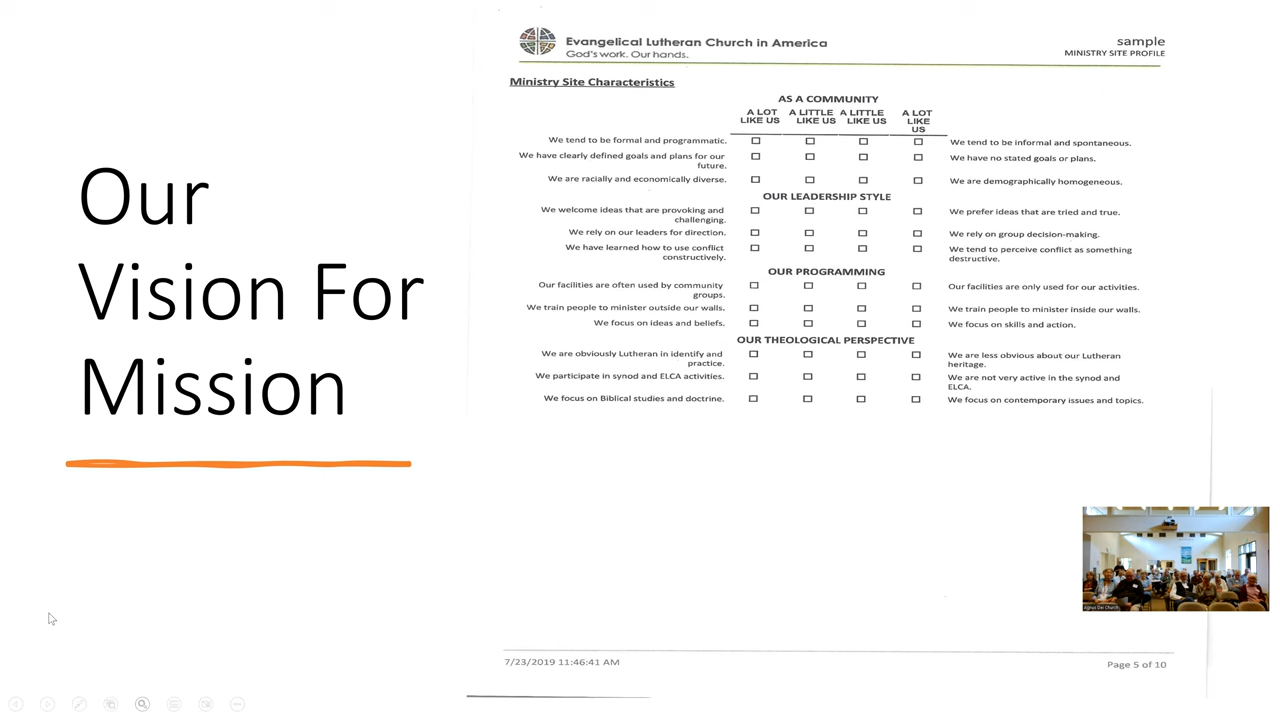 Our
Vision For
Mission
Evangelical Lutheran Church in America
God's work. Our hands.
sample
MINISTRY SITE PROFILE
Ministry Site Characteristics
AS A COMMUNITY
A LOT LIKE US
A LITTLE LIKE US
A LITTLE LIKE US
A LOT LIKE US
We tend to be formal and programmatic.
We tend to be informal and spontaneous.
We have clearly defined goals and plans for our
future.
We have no stated goals or plans.
We are racially and economically diverse.
We are demographically homogeneous.
OUR LEADERSHIP STYLE
We welcome ideas that are provoking and
challenging.
We prefer ideas that are tried and true.
We rely on our leaders for direction.
We rely on group decision-making.
We have learned how to use conflict
constructively.
We tend to perceive conflict as something
destructive.
OUR PROGRAMMING
Our facilities are often used by community
groups.
Our facilities are only used for our activities.
We train people to minister outside our walls.
We train people to minister inside our walls.
We focus on ideas and beliefs.
We focus on skills and action.
OUR THEOLOGICAL PERSPECTIVE
We are obviously Lutheran in identify and
practice.
We are less obvious about our Lutheran
heritage.
We participate in synod and ELCA activities.
We are not very active in the synod and
ELCA.
We focus on Biblical studies and doctrine.
We focus on contemporary issues and topics.
Agnus Dei Church
7/23/2019 11:46:41 AM
Page 5 of 10